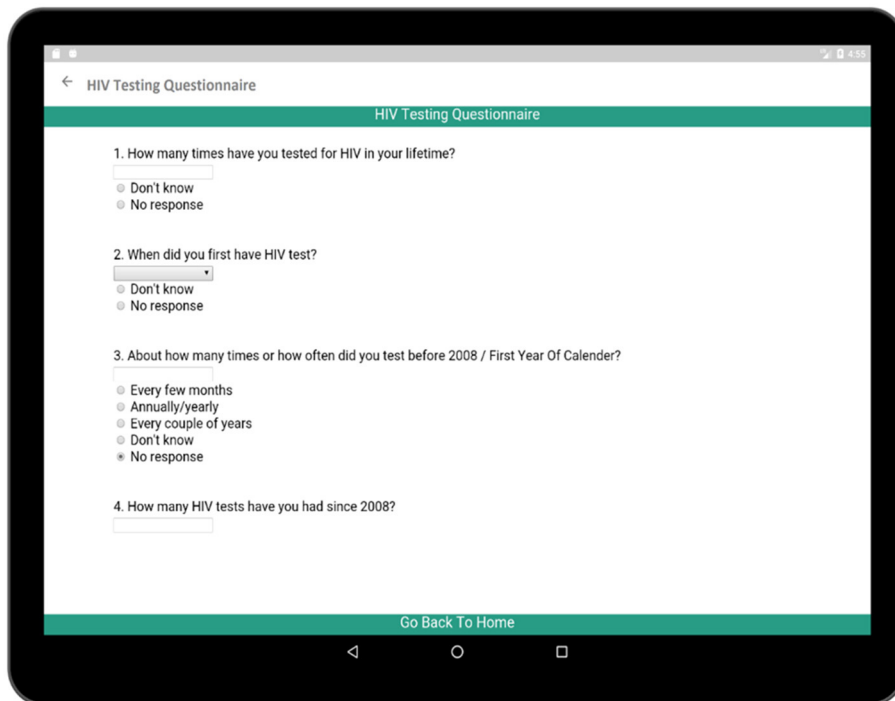 4:55
HIV Testing Questionnaire
HIV Testing Questionnaire
1. How many times have you tested for HIV in your lifetime?
Don't know
No response
2. When did you first have HIV test?
Don't know
No response
3. About how many times or how often did you test before 2008 / First Year Of Calender?
Every few months
Annually/yearly
Every couple of years
Don't know
No response
4. How many HIV tests have you had since 2008?
Go Back To Home